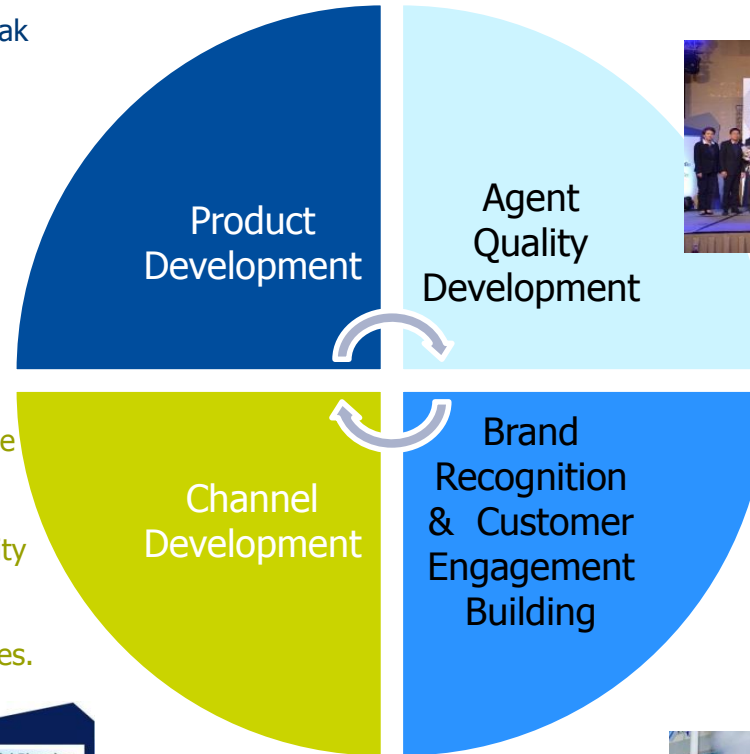 Product
Development
Agent
Quality
Development
Channel
Development
Brand
Recognition
& Customer
Engagement
Building